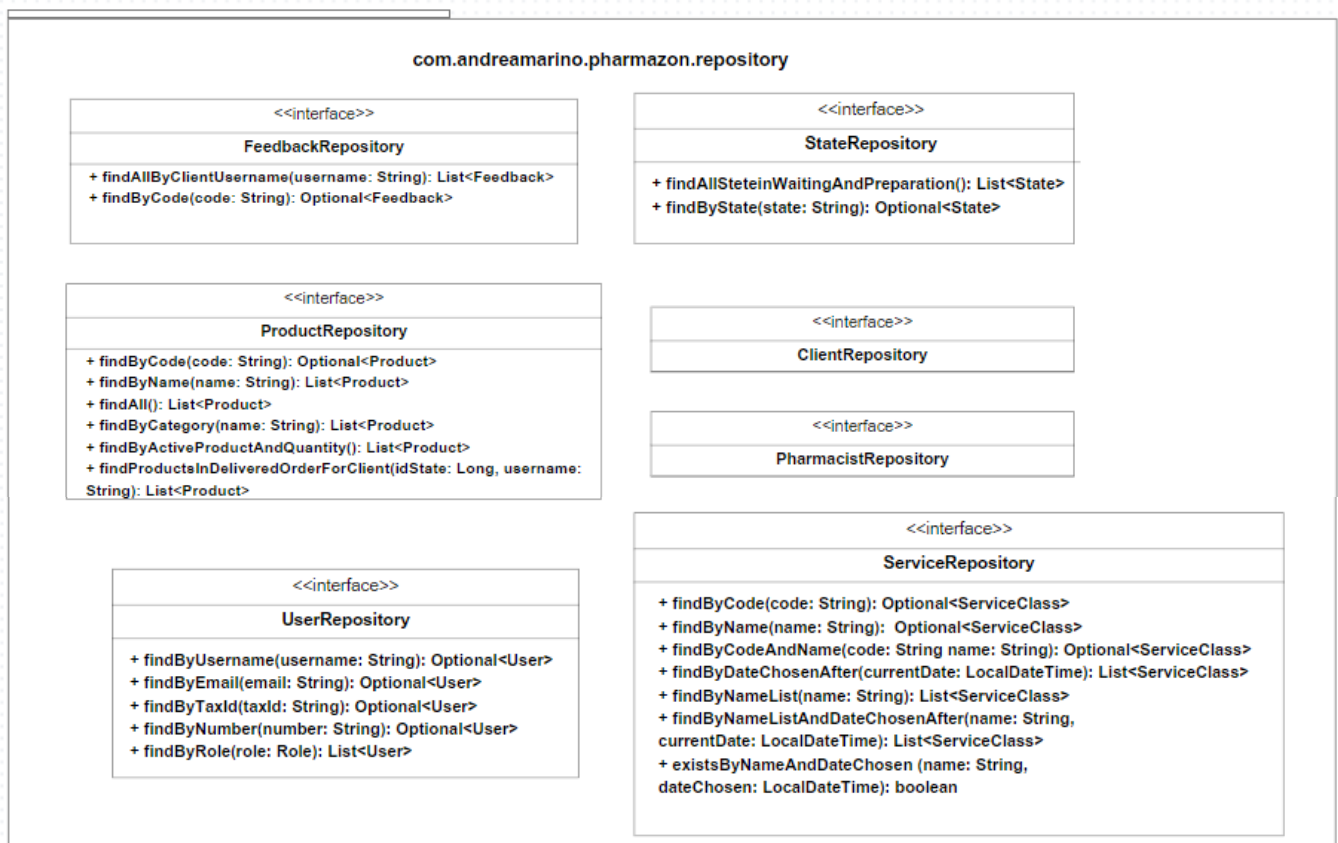 com.andreamarino.pharmazon.repository
<<interface>>
FeedbackRepository
+ findAllByClientUsername(username: String): List<Feedback>
+ findByCode(code: String): Optional<Feedback>
<<interface>>
StateRepository
+ findAllSteteinWaitingAndPreparation(): List<State>
+ findByState(state: String): Optional<State>
<<interface>>
ProductRepository
+ findByCode(code: String): Optional<Product>
+ findByName(name: String): List<Product>
+ findAll(): List<Product>
+ findByCategory(name: String): List<Product>
+ findByActiveProductAndQuantity(): List<Product>
+ findProductsInDeliveredOrderForClient(idState: Long, username:
String): List<Product>
<<interface>>
ClientRepository
<<interface>>
PharmacistRepository
<<interface>>
UserRepository
+ findByUsername(username: String): Optional<User>
+ findByEmail(email: String): Optional<User>
+ findByTaxId(taxId: String): Optional<User>
+ findByNumber(number: String): Optional<User>
+ findByRole(role: Role): List<User>
<<interface>>
ServiceRepository
+ findByCode(code: String): Optional<ServiceClass>
+ findByName(name: String):  Optional<ServiceClass>
+ findByCodeAndName(code: String name: String): Optional<ServiceClass>
+ findByDateChosenAfter(currentDate: LocalDateTime): List<ServiceClass>
+ findByNameList(name: String): List<ServiceClass>
+ findByNameListAndDateChosenAfter(name: String,
currentDate: LocalDateTime): List<ServiceClass>
+ existsByNameAndDateChosen (name: String,
dateChosen: LocalDateTime): boolean